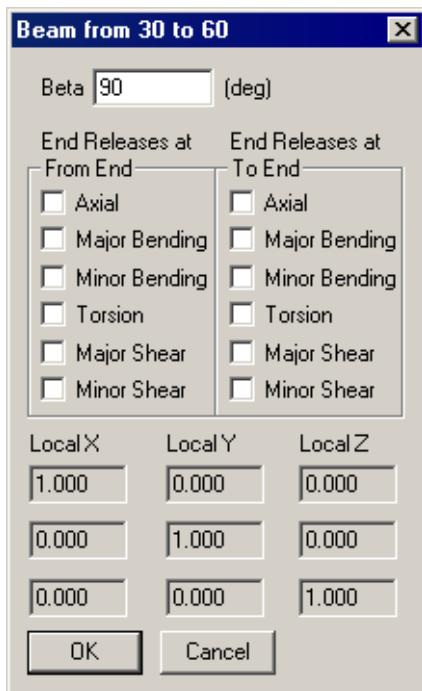 Beam from 30 to 60
Beta 90 (deg)
End Releases at End Releases at
From End To End
Axial Axial
Major Bending Major Bending
Minor Bending Minor Bending
Torsion Torsion
Major Shear Major Shear
Minor Shear Minor Shear
Local X Local Y Local Z
1.000 0.000 0.000
0.000 1.000 0.000
0.000 0.000 1.000
OK Cancel